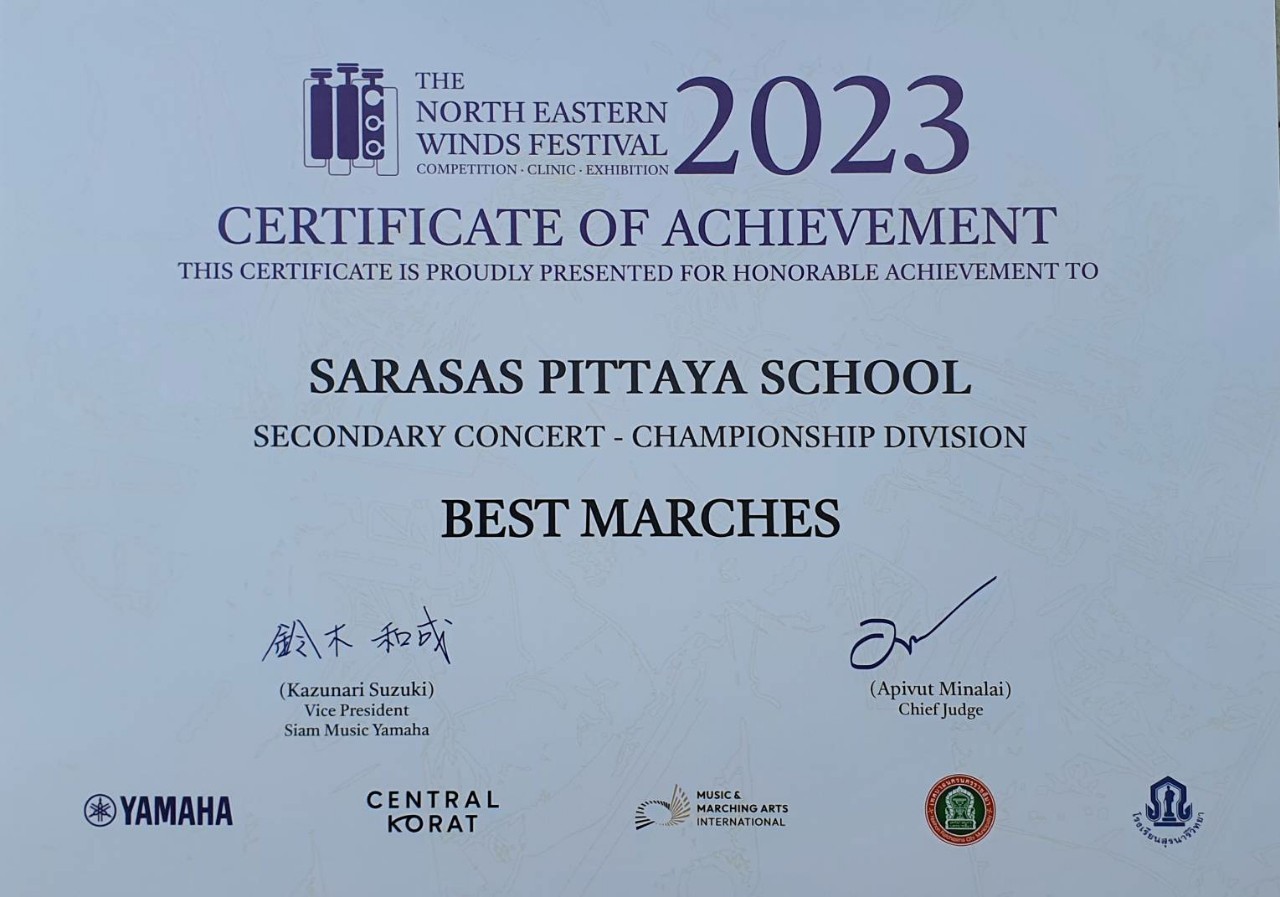 THE
NORTH EASTERN
WINDS FESTIVAL
COMPETITION · CLINIC · EXHIBITION
2023
CERTIFICATE OF ACHIEVEMENT
THIS CERTIFICATE IS PROUDLY PRESENTED FOR HONORABLE ACHIEVEMENT TO
SARASAS PITTAYA SCHOOL
SECONDARY CONCERT - CHAMPIONSHIP DIVISION
BEST MARCHES
鈴木 和成
(Kazunari Suzuki)
Vice President
Siam Music Yamaha
(Apivut Minalai)
Chief Judge
YAMAHA
CENTRAL
KORAT
MUSIC &
MARCHING ARTS
INTERNATIONAL
โรงเรียนสุรนารีวิทยา